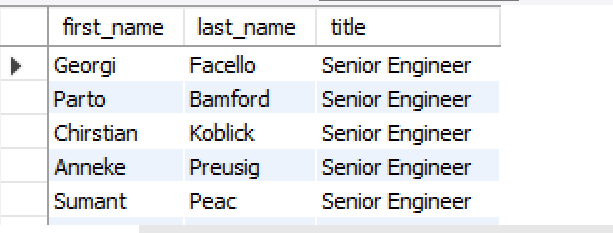 first_name last_name title
Georgi Facello Senior Engineer
Parto Bamford Senior Engineer
Chirstian Koblick Senior Engineer
Anneke Preusig Senior Engineer
Sumant Peac Senior Engineer